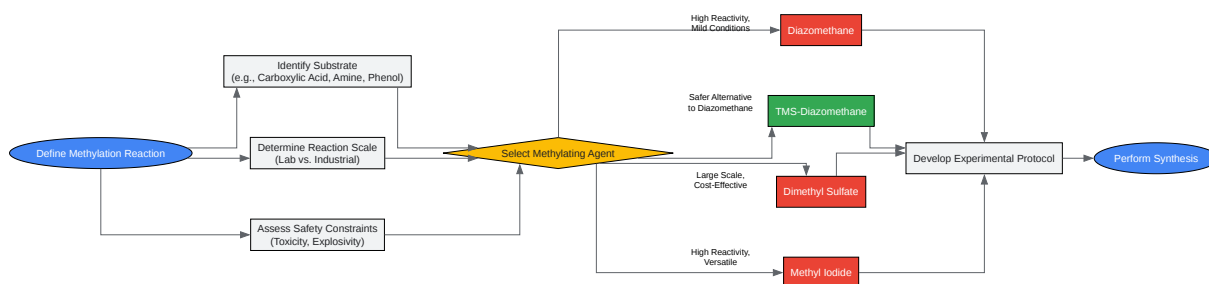 Define Methylation Reaction
Identify Substrate
(e.g., Carboxylic Acid, Amine, Phenol)
Determine Reaction Scale
(Lab vs. Industrial)
Assess Safety Constraints
(Toxicity, Explosivity)
Select Methylating Agent
High Reactivity,
Mild Conditions
Diazomethane
Safer Alternative
to Diazomethane
TMS-Diazomethane
Large Scale,
Cost-Effective
Dimethyl Sulfate
High Reactivity,
Versatile
Methyl Iodide
Develop Experimental Protocol
Perform Synthesis